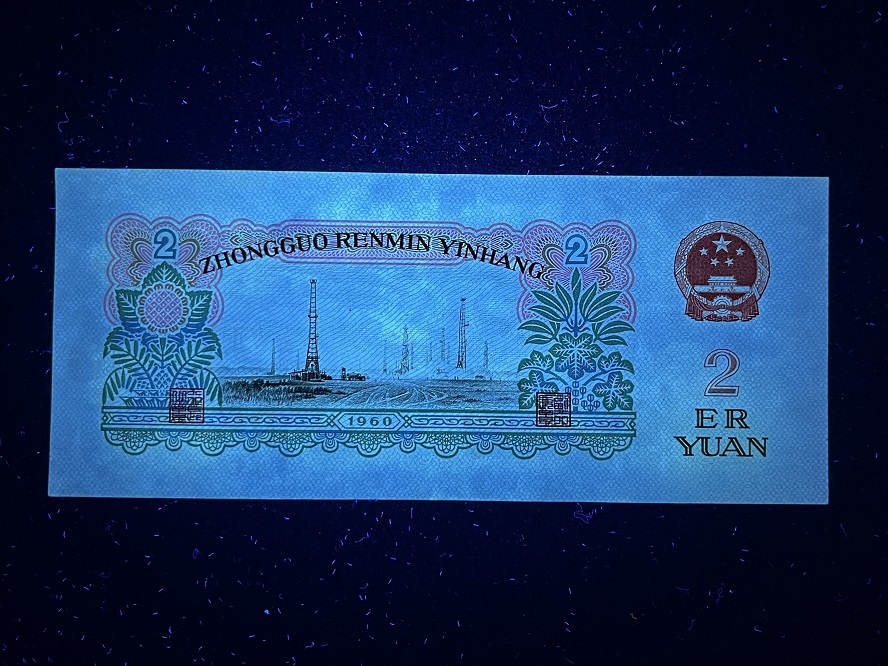 2
ZHONGGUO RENMIN YINHANG
2
1960
2
ER
YUAN